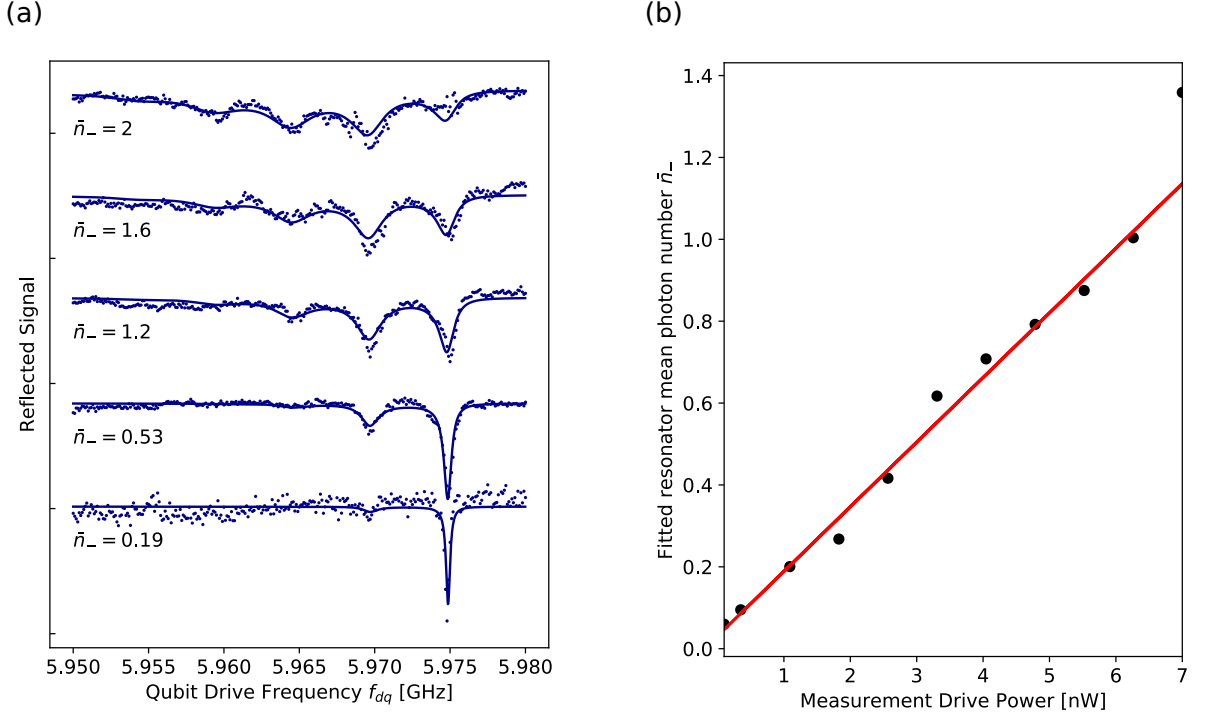 (a)
n̄₋ = 2
n̄₋ = 1.6
n̄₋ = 1.2
n̄₋ = 0.53
n̄₋ = 0.19
Reflected Signal
5.950 5.955 5.960 5.965 5.970 5.975 5.980
Qubit Drive Frequency f_dq [GHz]
(b)
1.4
1.2
1.0
0.8
0.6
0.4
0.2
0.0
Fitted resonator mean photon number n̄₋
1 2 3 4 5 6 7
Measurement Drive Power [nW]